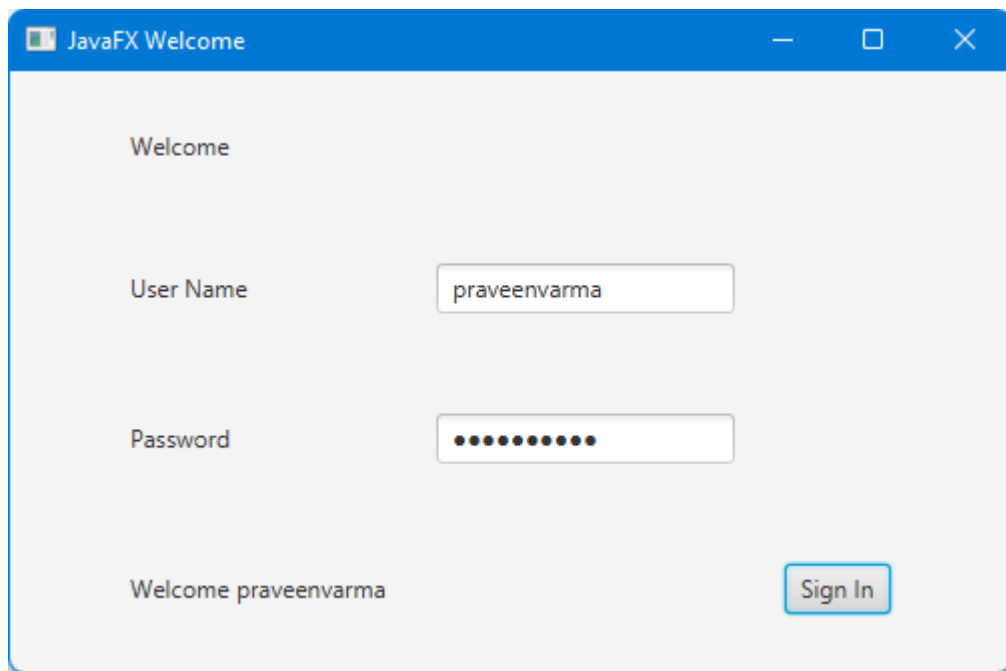 JavaFX Welcome
Welcome
User Name praveenvarma
Password ●●●●●●●●●●
Welcome praveenvarma Sign In